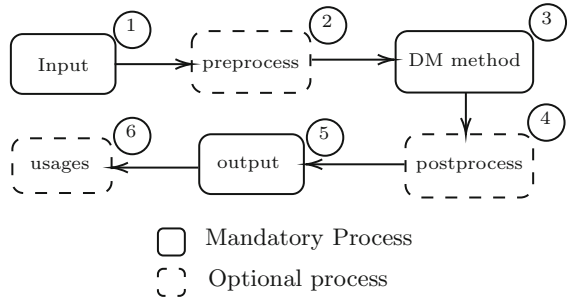 1
Input
2
preprocess
3
DM method
4
postprocess
5
output
6
usages
Mandatory Process
Optional process